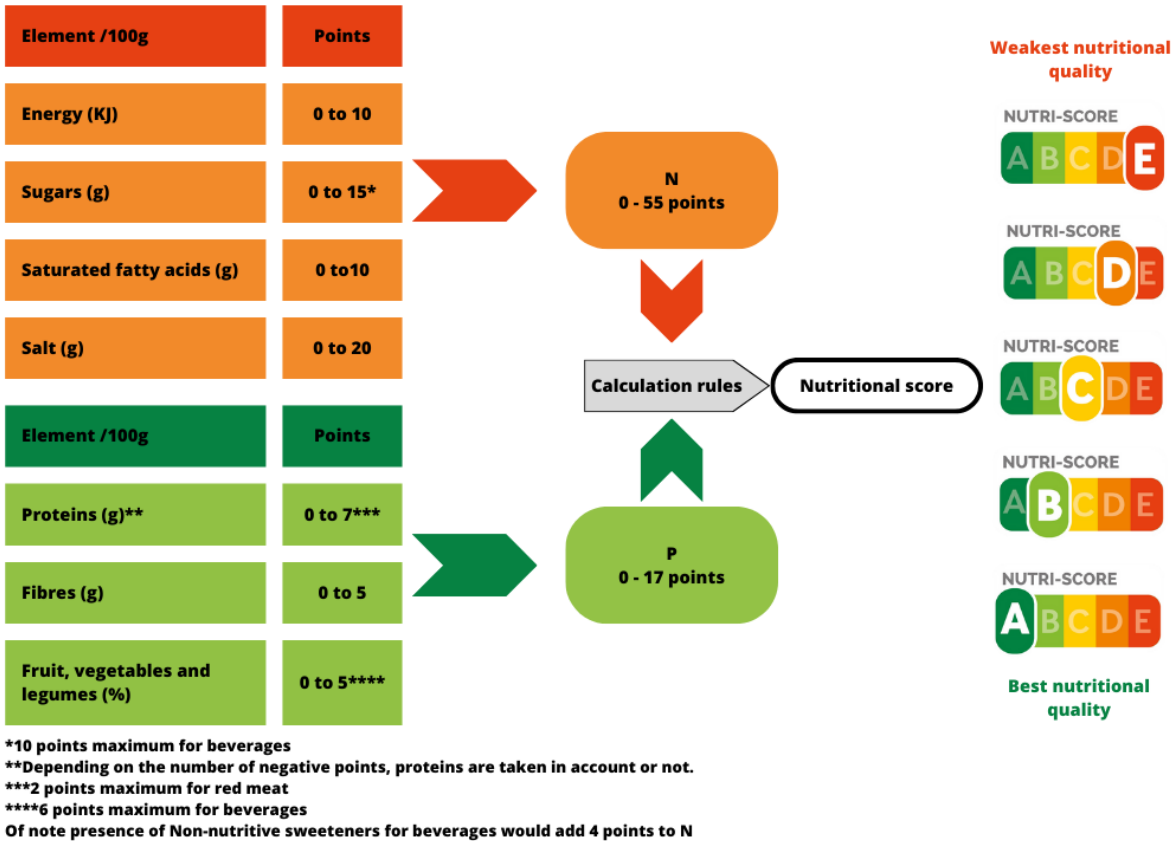 Element /100g
Points
Energy (KJ)
0 to 10
Sugars (g)
0 to 15*
Saturated fatty acids (g)
0 to10
Salt (g)
0 to 20
Element /100g
Points
Proteins (g)**
0 to 7***
Fibres (g)
0 to 5
Fruit, vegetables and
legumes (%)
0 to 5****
N
0 - 55 points
Calculation rules
Nutritional score
P
0 - 17 points
Weakest nutritional
quality
NUTRI-SCORE
A B C D E
NUTRI-SCORE
A B C D E
NUTRI-SCORE
A B C D E
NUTRI-SCORE
A B C D E
NUTRI-SCORE
A B C D E
Best nutritional
quality
*10 points maximum for beverages
**Depending on the number of negative points, proteins are taken in account or not.
***2 points maximum for red meat
****6 points maximum for beverages
Of note presence of Non-nutritive sweeteners for beverages would add 4 points to N